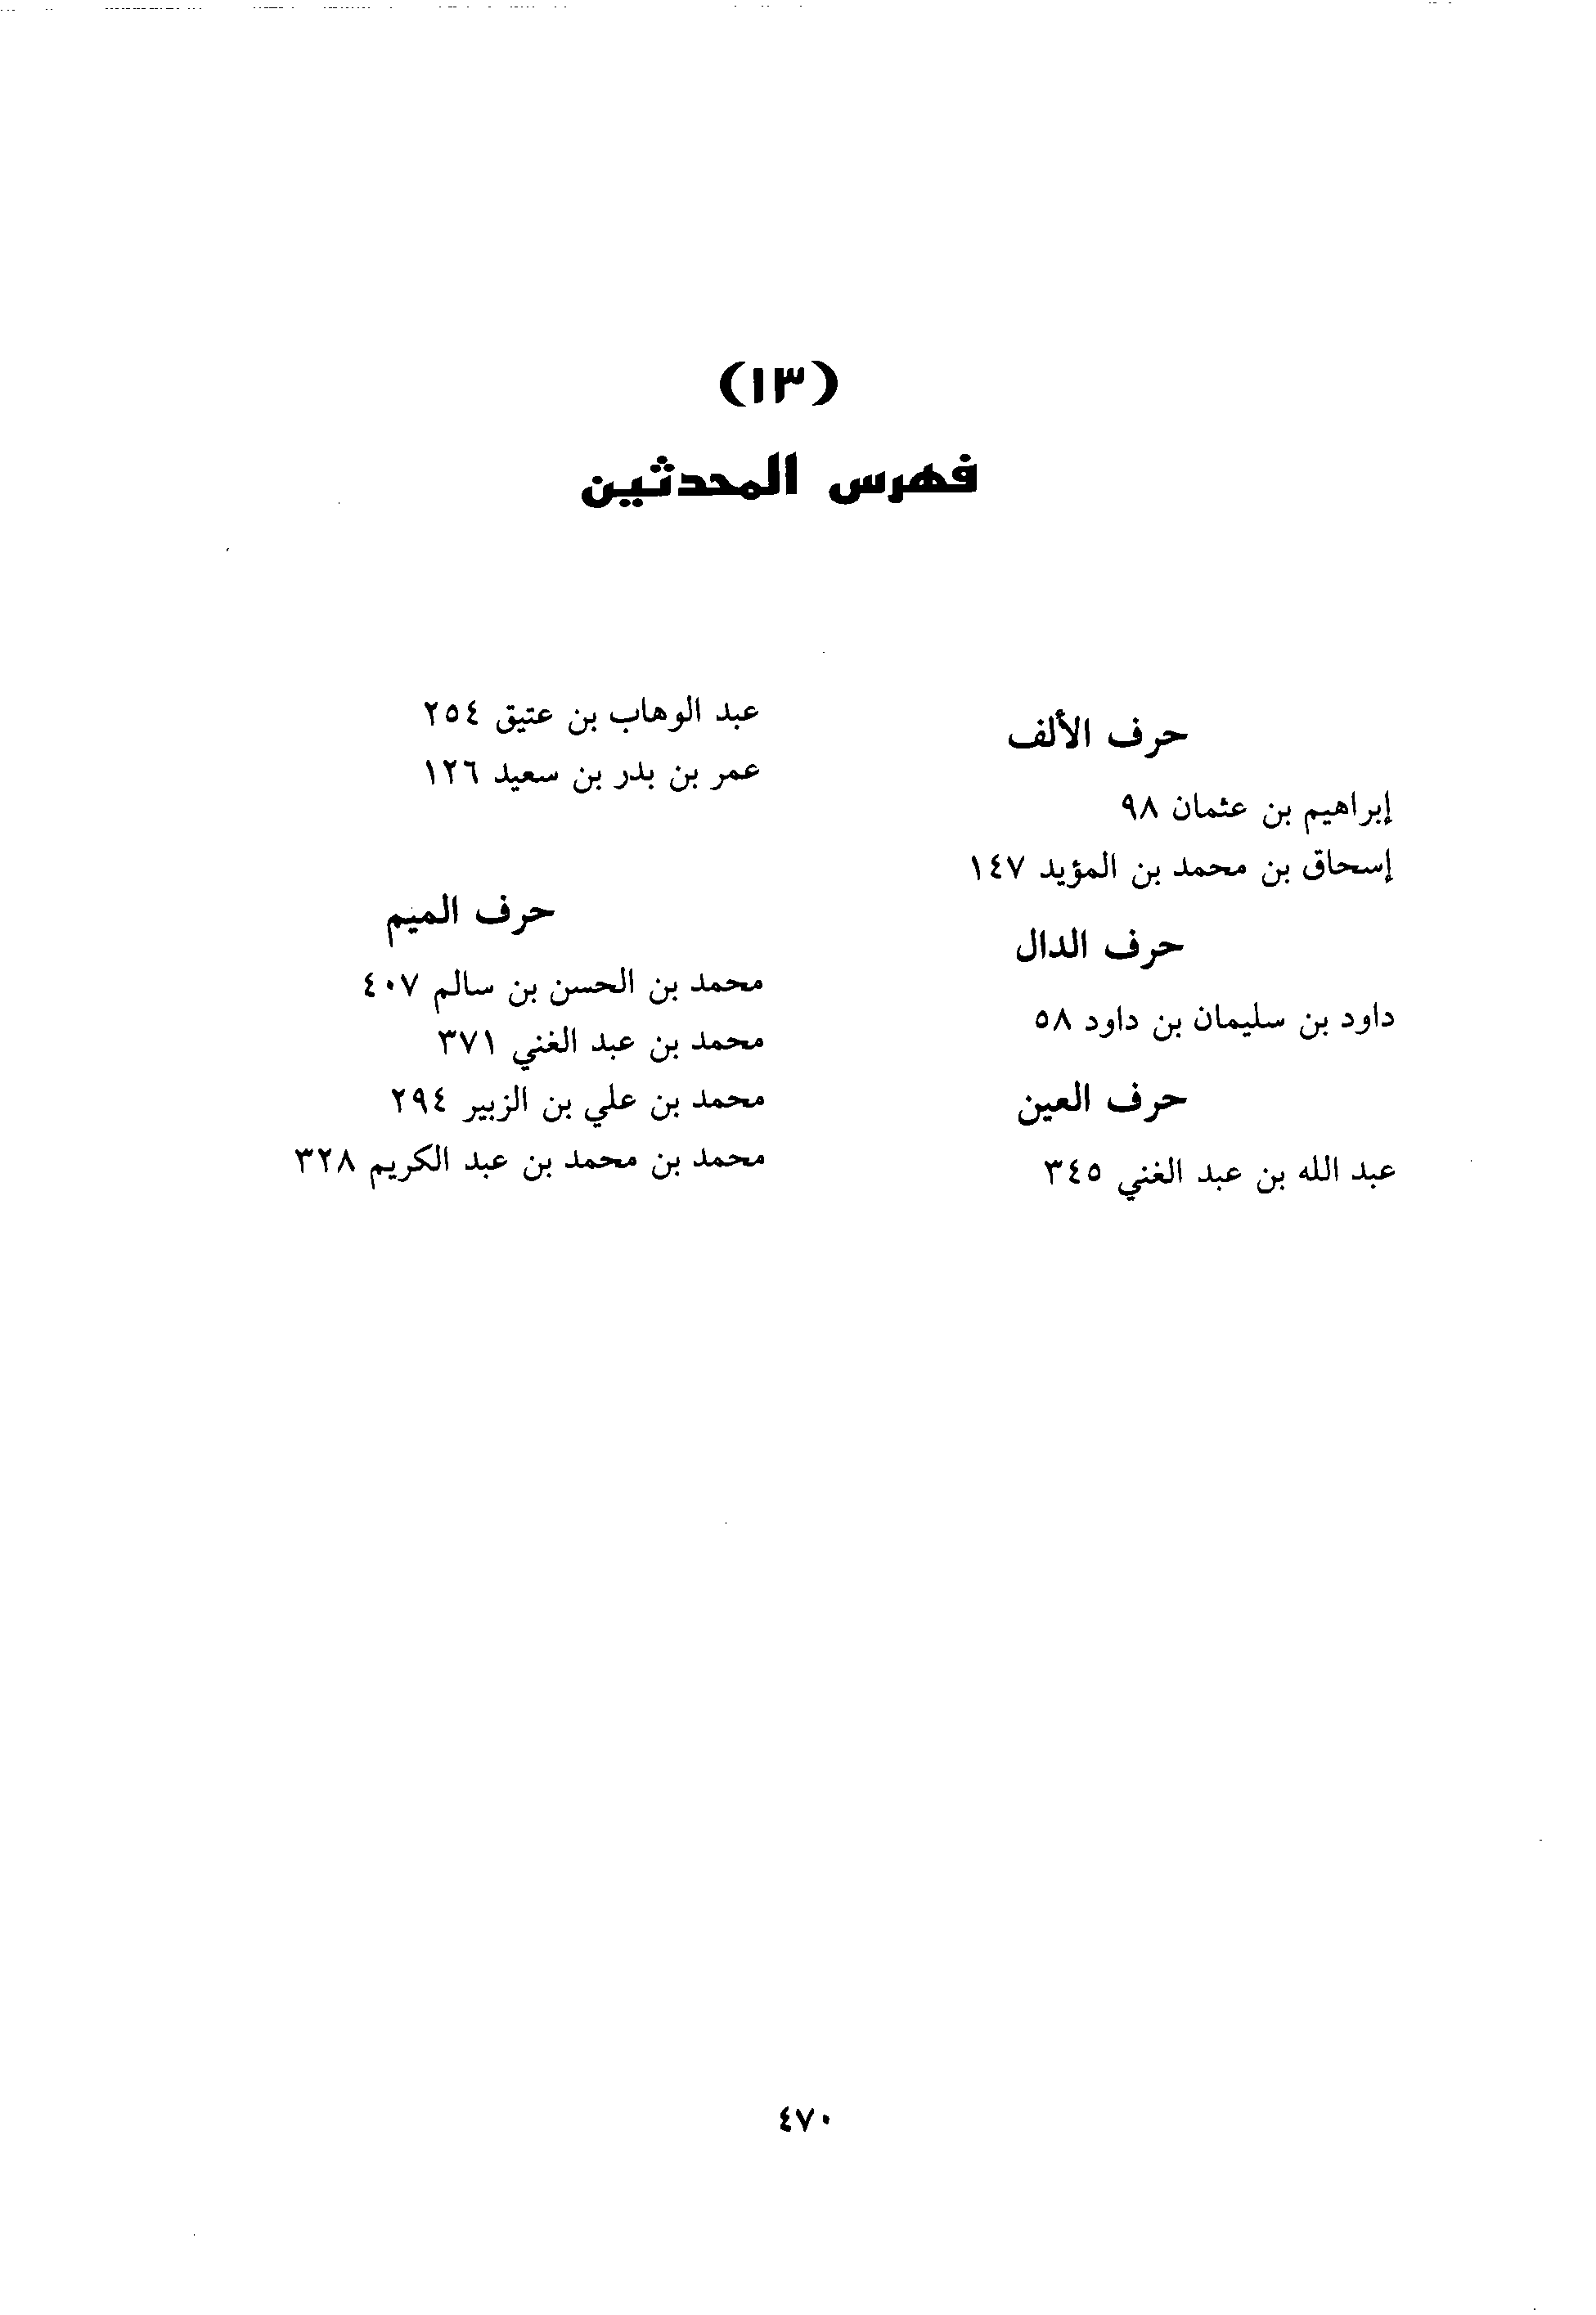 (١٣)
فهرس المحدثين
حرف الألف
إبراهيم بن عثمان ٩٨
إسحاق بن محمد بن المؤيد ١٤٧
حرف الدال
داود بن سليمان بن داود ٥٨
حرف العين
عبد الله بن عبد الغني ٣٤٥
عبد الوهاب بن عتيق ٢٥٤
عمر بن بدر بن سعيد ١٢٦
حرف الميم
محمد بن الحسن بن سالم ٤٠٧
محمد بن عبد الغني ٣٧١
محمد بن علي بن الزبير ٢٩٤
محمد بن محمد بن عبد الكريم ٣٢٨
٤٧٠